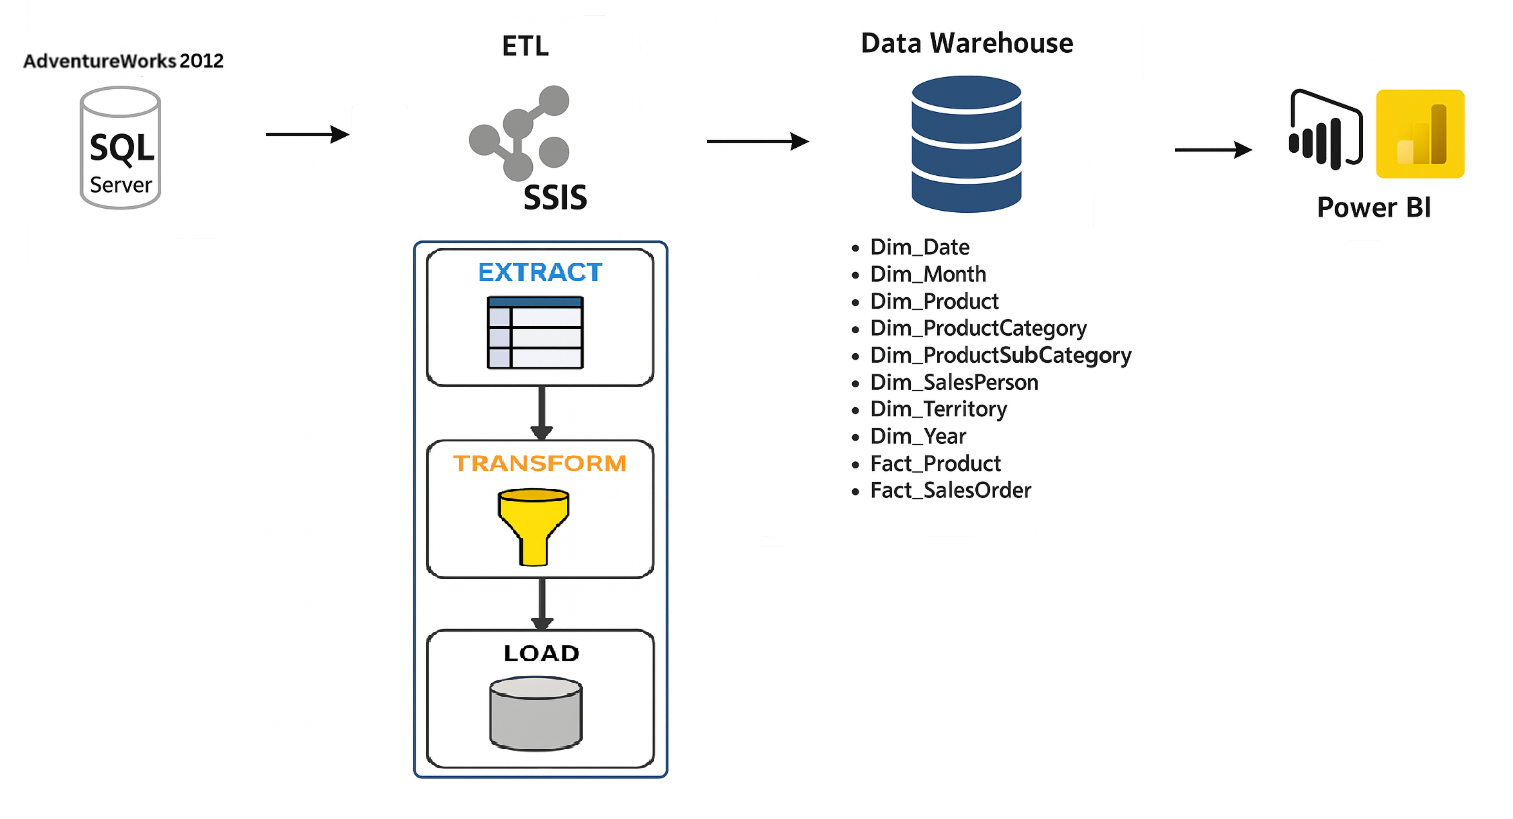 AdventureWorks 2012
SQL
Server
ETL
SSIS
EXTRACT
TRANSFORM
LOAD
Data Warehouse
• Dim_Date
• Dim_Month
• Dim_Product
• Dim_ProductCategory
• Dim_ProductSubCategory
• Dim_SalesPerson
• Dim_Territory
• Dim_Year
• Fact_Product
• Fact_SalesOrder
Power BI